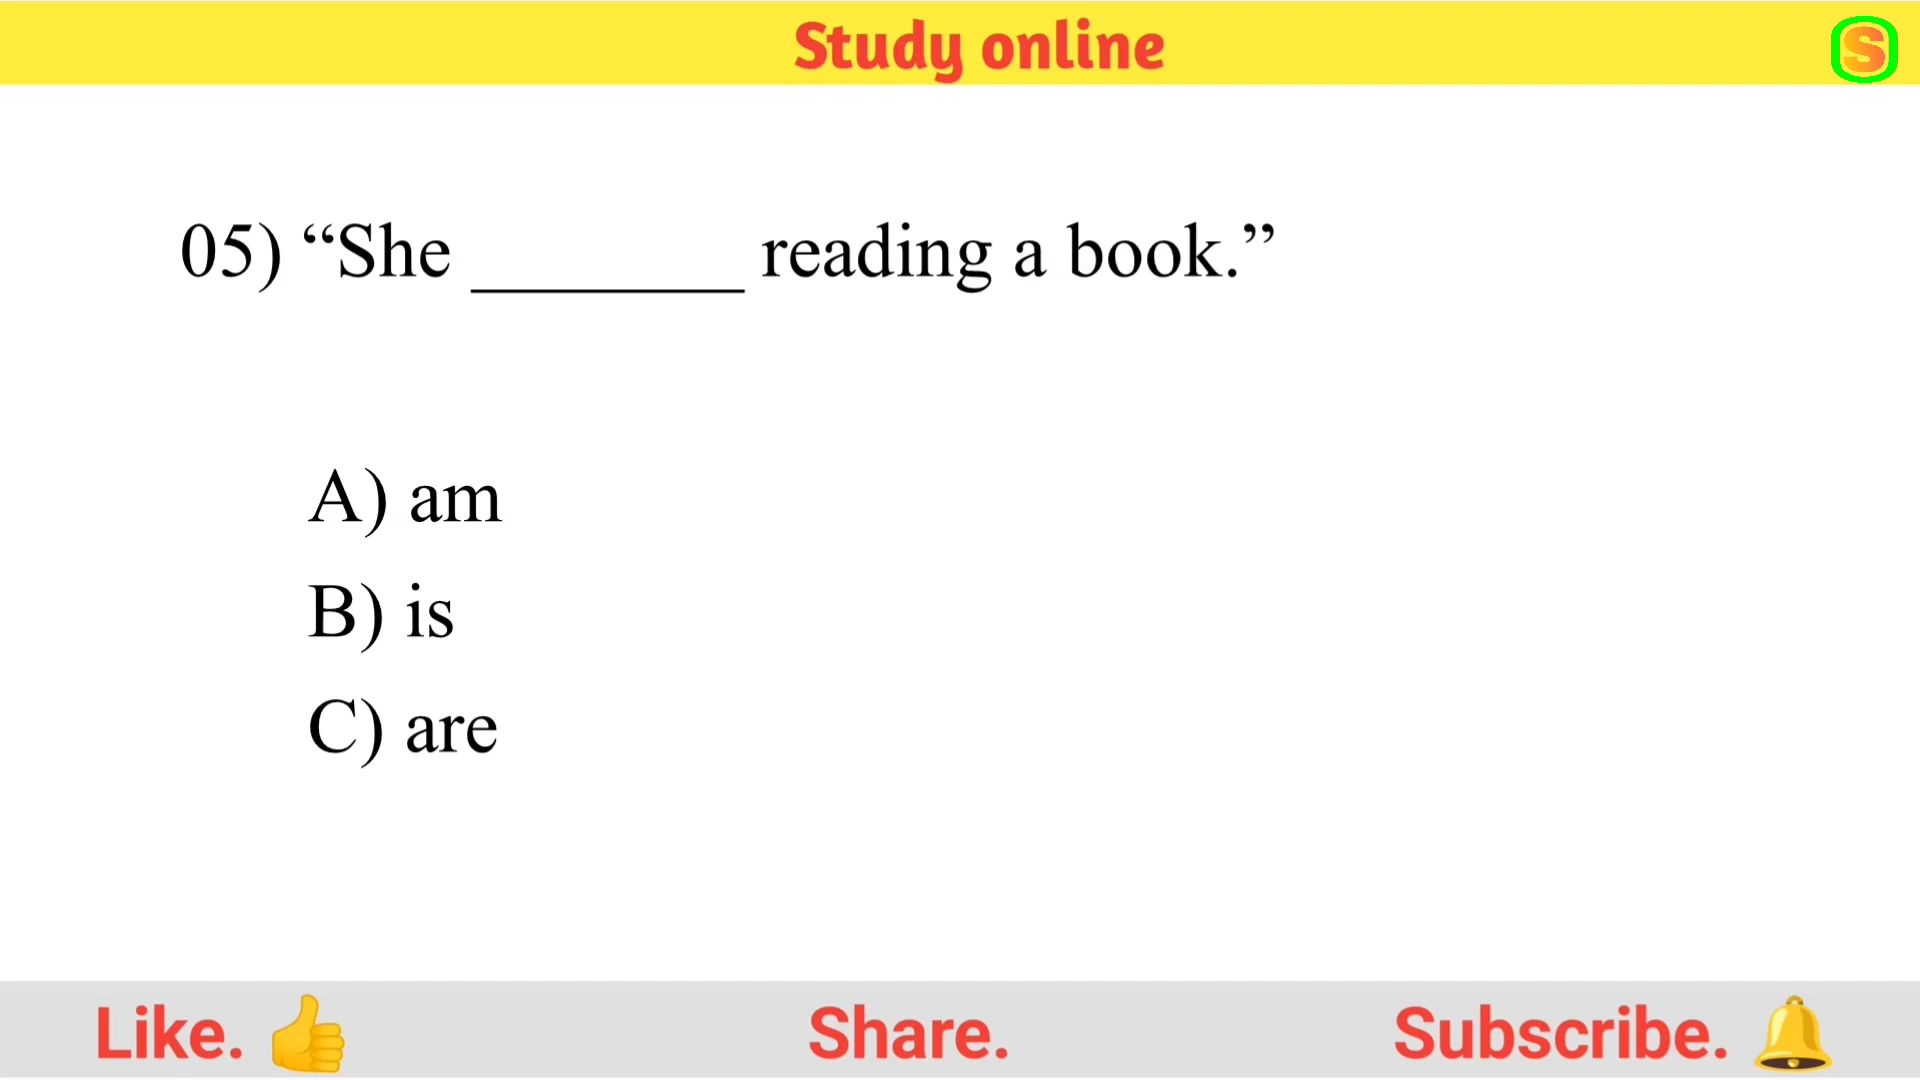 Study online
S
05) “She _______ reading a book.”
A) am
B) is
C) are
Like. Share. Subscribe.